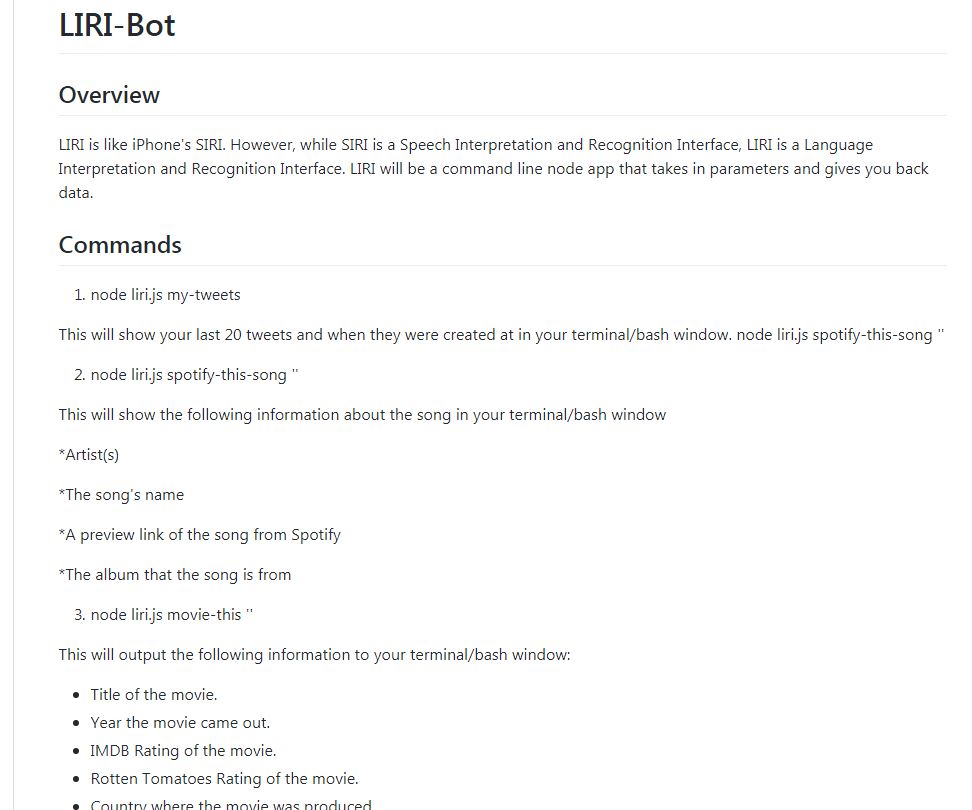 LIRI-Bot
Overview
LIRI is like iPhone's SIRI. However, while SIRI is a Speech Interpretation and Recognition Interface, LIRI is a Language
Interpretation and Recognition Interface. LIRI will be a command line node app that takes in parameters and gives you back
data.
Commands
1. node liri.js my-tweets
This will show your last 20 tweets and when they were created at in your terminal/bash window. node liri.js spotify-this-song ''
2. node liri.js spotify-this-song ''
This will show the following information about the song in your terminal/bash window
*Artist(s)
*The song's name
*A preview link of the song from Spotify
*The album that the song is from
3. node liri.js movie-this ''
This will output the following information to your terminal/bash window:
• Title of the movie.
• Year the movie came out.
• IMDB Rating of the movie.
• Rotten Tomatoes Rating of the movie.
• Country where the movie was produced